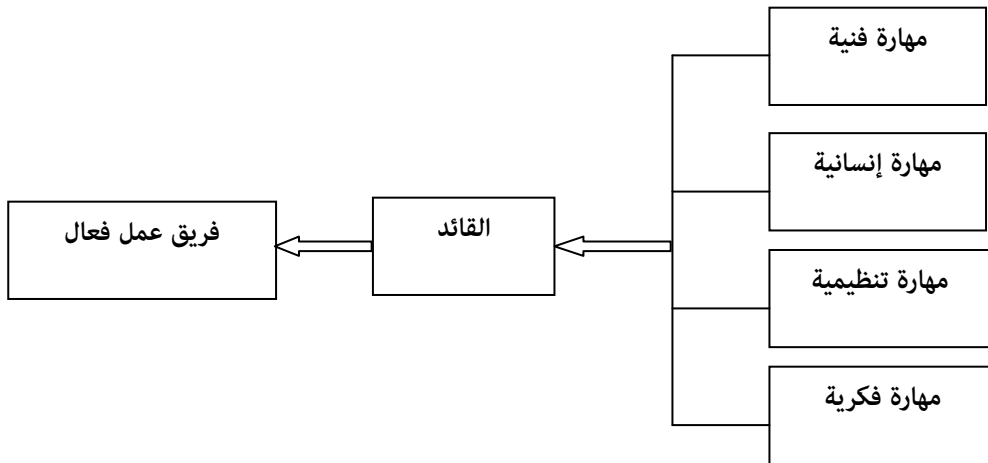 مهارة فنية
مهارة إنسانية
القائد
فريق عمل فعال
مهارة تنظيمية
مهارة فكرية